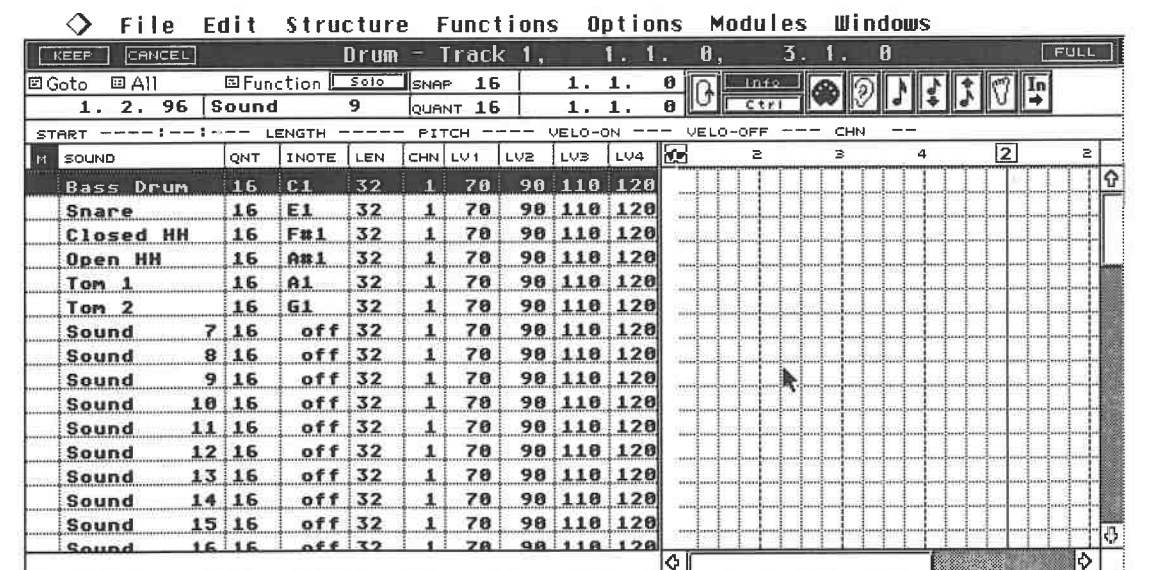 File Edit Structure Functions Options Modules Windows
KEEP CANCEL Drum - Track 1, 1. 1. 0, 3. 1. 0 FULL
Goto All Function Solo SNAP 16 1. 1. 0 Info In
1. 2. 96 Sound 9 QUANT 16 1. 1. 0 Ctrl
START ----:--:--- LENGTH ----- PITCH ---- VELO-ON --- VELO-OFF --- CHN --
M SOUND QNT INOTE LEN CHN LV1 LV2 LV3 LV4 2 3 4 2 2
Bass Drum 16 C1 32 1 70 90 110 120
Snare 16 E1 32 1 70 90 110 120
Closed HH 16 F#1 32 1 70 90 110 120
Open HH 16 A#1 32 1 70 90 110 120
Tom 1 16 A1 32 1 70 90 110 120
Tom 2 16 G1 32 1 70 90 110 120
Sound 7 16 off 32 1 70 90 110 120
Sound 8 16 off 32 1 70 90 110 120
Sound 9 16 off 32 1 70 90 110 120
Sound 10 16 off 32 1 70 90 110 120
Sound 11 16 off 32 1 70 90 110 120
Sound 12 16 off 32 1 70 90 110 120
Sound 13 16 off 32 1 70 90 110 120
Sound 14 16 off 32 1 70 90 110 120
Sound 15 16 off 32 1 70 90 110 120
Sound 16 16 off 32 1 70 90 110 120